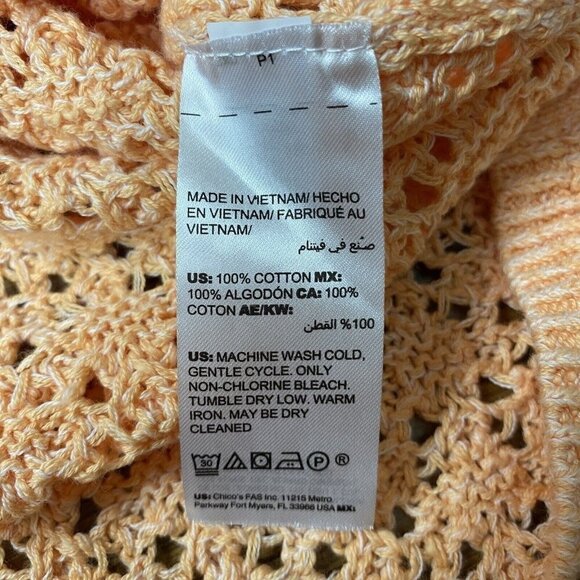 P1
MADE IN VIETNAM/ HECHO
EN VIETNAM/ FABRIQUÉ AU
VIETNAM/
صنع في فيتنام
US: 100% COTTON MX:
100% ALGODÓN CA: 100%
COTON AE/KW:
100% القطن
US: MACHINE WASH COLD,
GENTLE CYCLE. ONLY
NON-CHLORINE BLEACH.
TUMBLE DRY LOW. WARM
IRON. MAY BE DRY
CLEANED
30 P ®
US: Chico's FAS Inc. 11215 Metro
Parkway Fort Myers, FL 33966 US MX: